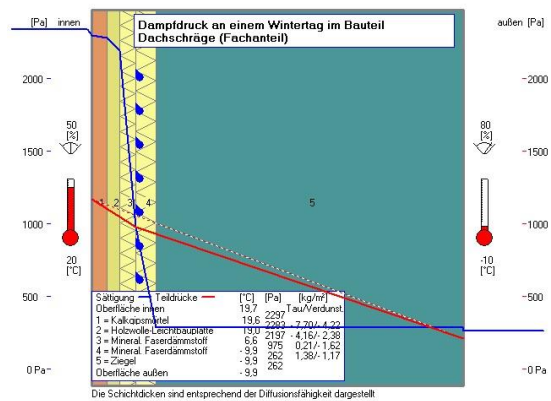 [Pa] innen
außen [Pa]
Dampfdruck an einem Wintertag im Bauteil
Dachschräge (Fachanteil)
2000
1500
1000
500
0 Pa
2000
1500
1000
500
0 Pa
50
[%]
80
[%]
20
[°C]
-10
[°C]
1 2 3 4 5
Sättigung Teildrücke [°C] [Pa] [kg/m²]
Oberfläche innen 19,7 Tau/Verdunst.
2297
1 = Kalkgipsmörtel 19,6
2283 - 7,70/- 4,22
2 = Holzwolle-Leichtbauplatte 19,0
2197 - 4,16/- 2,38
3 = Mineral. Faserdämmstoff 6,6
975 0,21/- 1,62
4 = Mineral. Faserdämmstoff - 9,9
262 1,38/- 1,17
5 = Ziegel - 9,9
262
Oberfläche außen - 9,9
Die Schichtdicken sind entsprechend der Diffusionsfähigkeit dargestellt